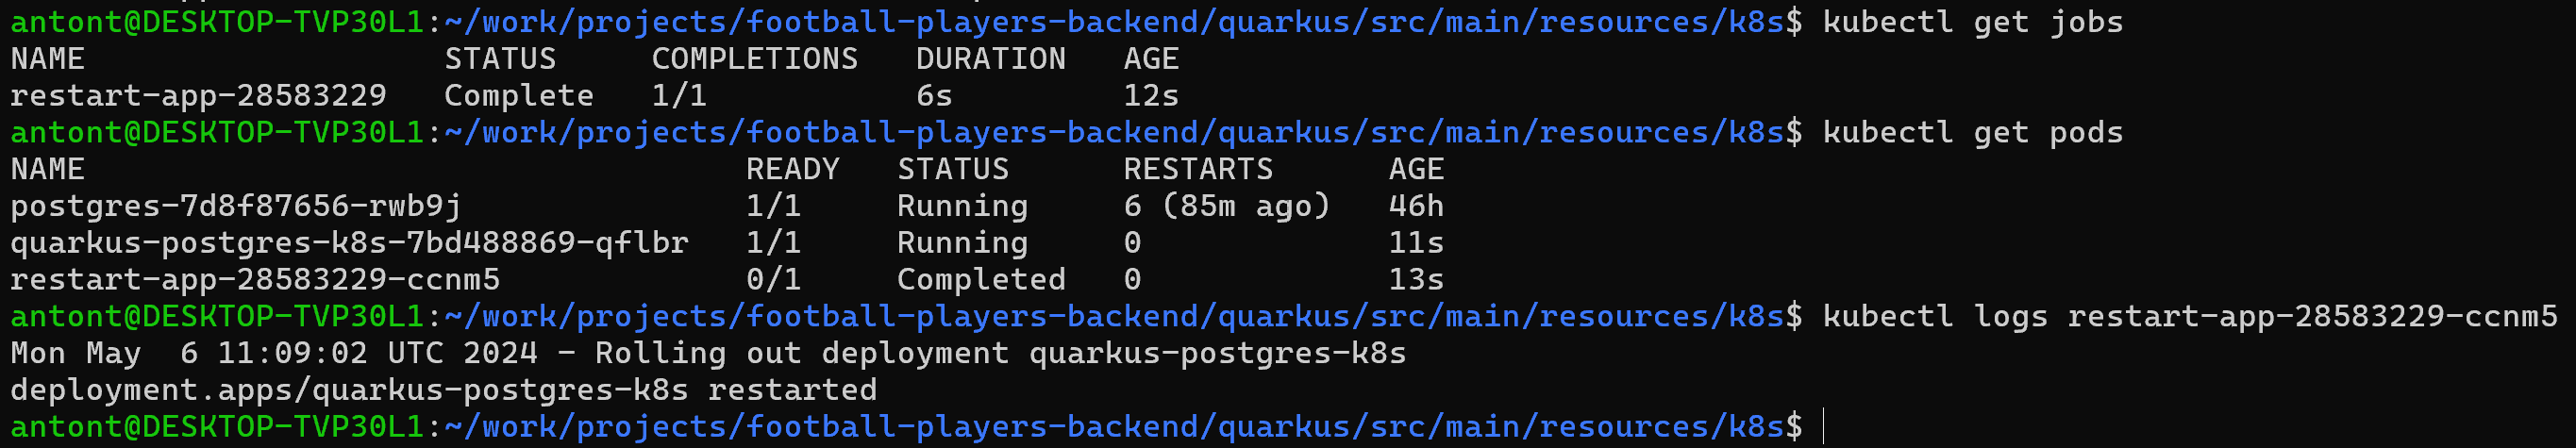 antont@DESKTOP-TVP30L1:~/work/projects/football-players-backend/quarkus/src/main/resources/k8s$ kubectl get jobs
NAME                   STATUS     COMPLETIONS   DURATION   AGE
restart-app-28583229   Complete   1/1           6s         12s
antont@DESKTOP-TVP30L1:~/work/projects/football-players-backend/quarkus/src/main/resources/k8s$ kubectl get pods
NAME                                   READY   STATUS      RESTARTS      AGE
postgres-7d8f87656-rwb9j               1/1     Running     6 (85m ago)   46h
quarkus-postgres-k8s-7bd488869-qflbr   1/1     Running     0             11s
restart-app-28583229-ccnm5             0/1     Completed   0             13s
antont@DESKTOP-TVP30L1:~/work/projects/football-players-backend/quarkus/src/main/resources/k8s$ kubectl logs restart-app-28583229-ccnm5
Mon May  6 11:09:02 UTC 2024 - Rolling out deployment quarkus-postgres-k8s
deployment.apps/quarkus-postgres-k8s restarted
antont@DESKTOP-TVP30L1:~/work/projects/football-players-backend/quarkus/src/main/resources/k8s$